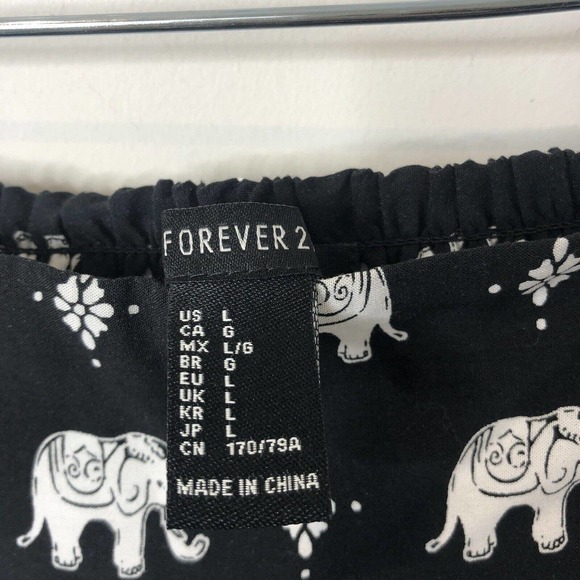 FOREVER 2
US L
CA G
MX L/G
BR G
EU L
UK L
KR L
JP L
CN 170/79A
MADE IN CHINA